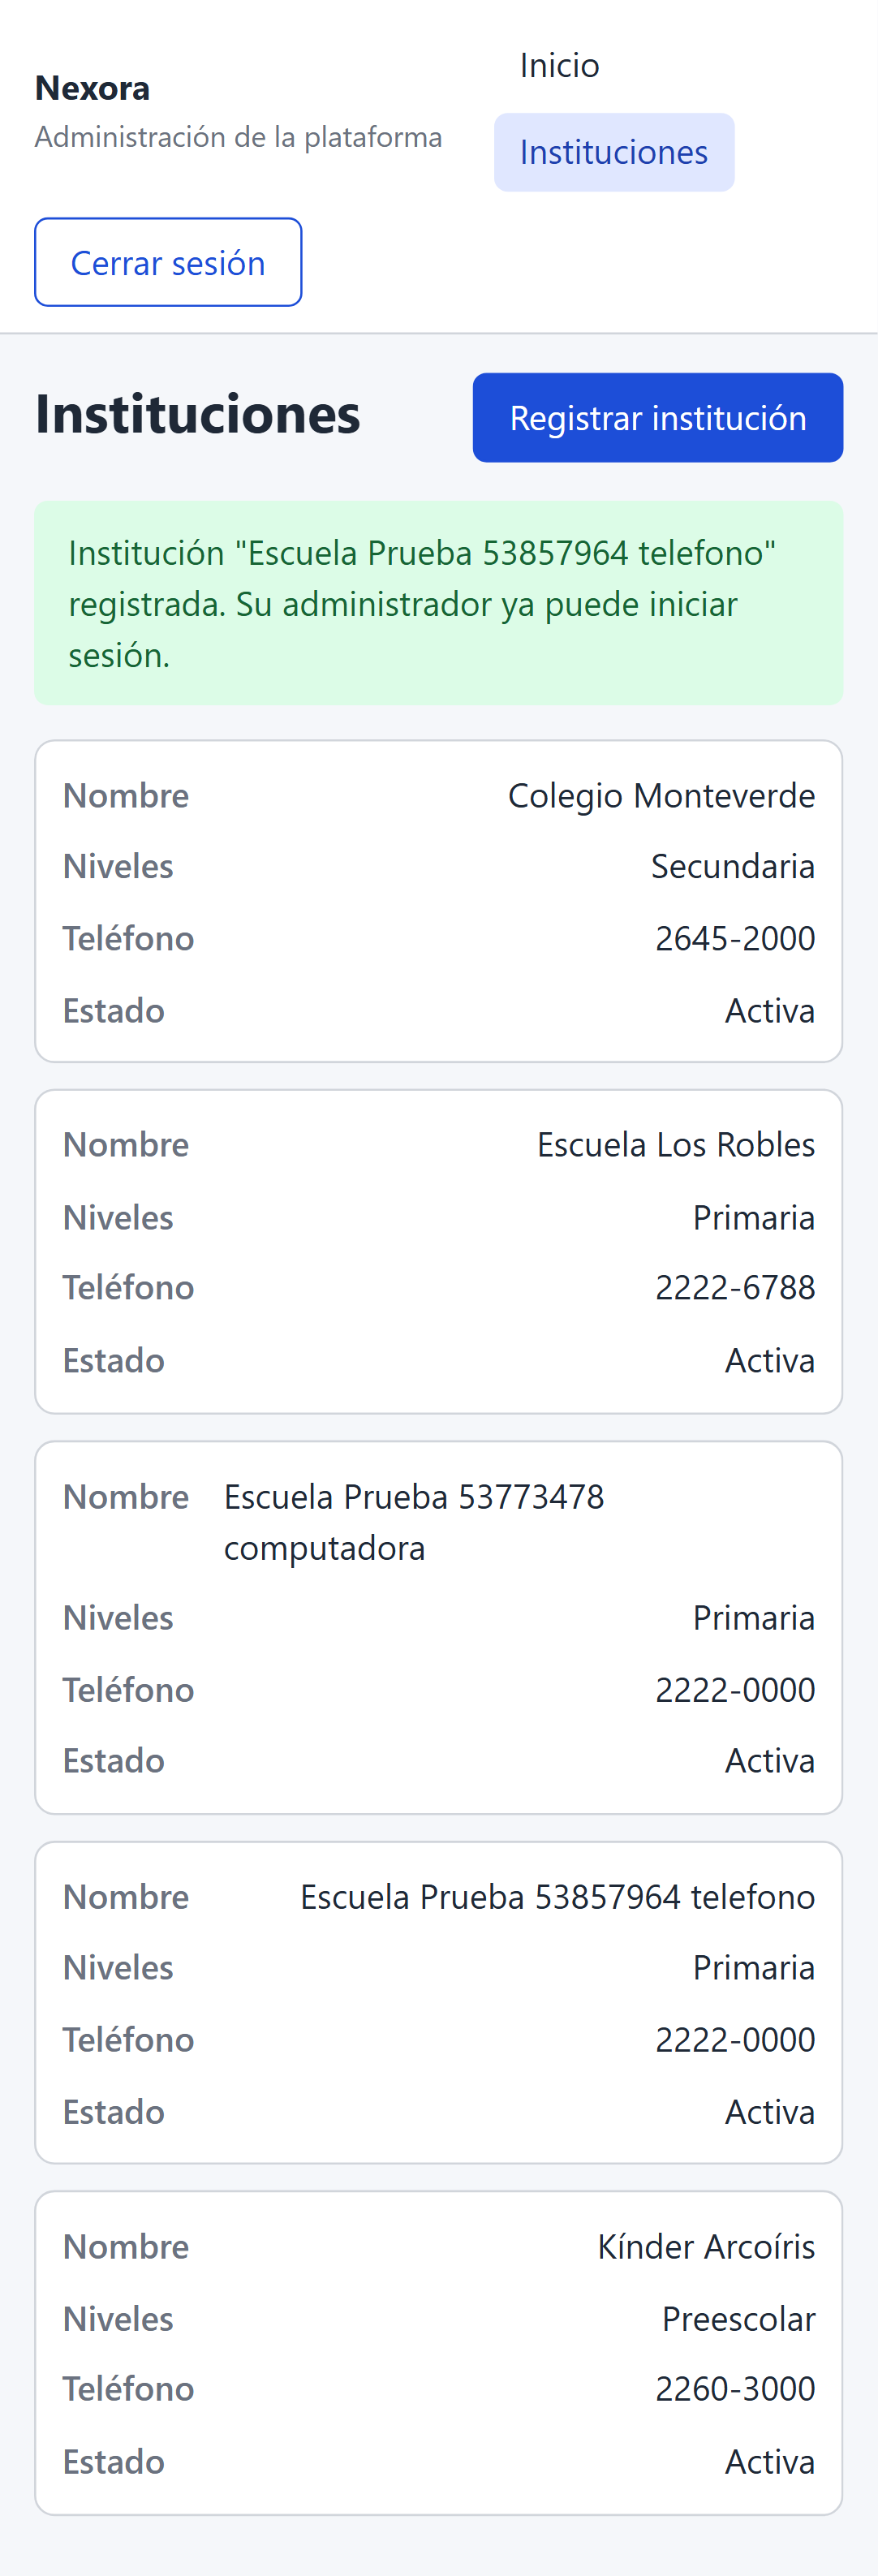 Nexora
Administración de la plataforma
Inicio
Instituciones
Cerrar sesión
Instituciones
Registrar institución
Institución "Escuela Prueba 53857964 telefono"
registrada. Su administrador ya puede iniciar
sesión.
Nombre Colegio Monteverde
Niveles Secundaria
Teléfono 2645-2000
Estado Activa
Nombre Escuela Los Robles
Niveles Primaria
Teléfono 2222-6788
Estado Activa
Nombre Escuela Prueba 53773478
computadora
Niveles Primaria
Teléfono 2222-0000
Estado Activa
Nombre Escuela Prueba 53857964 telefono
Niveles Primaria
Teléfono 2222-0000
Estado Activa
Nombre Kínder Arcoíris
Niveles Preescolar
Teléfono 2260-3000
Estado Activa